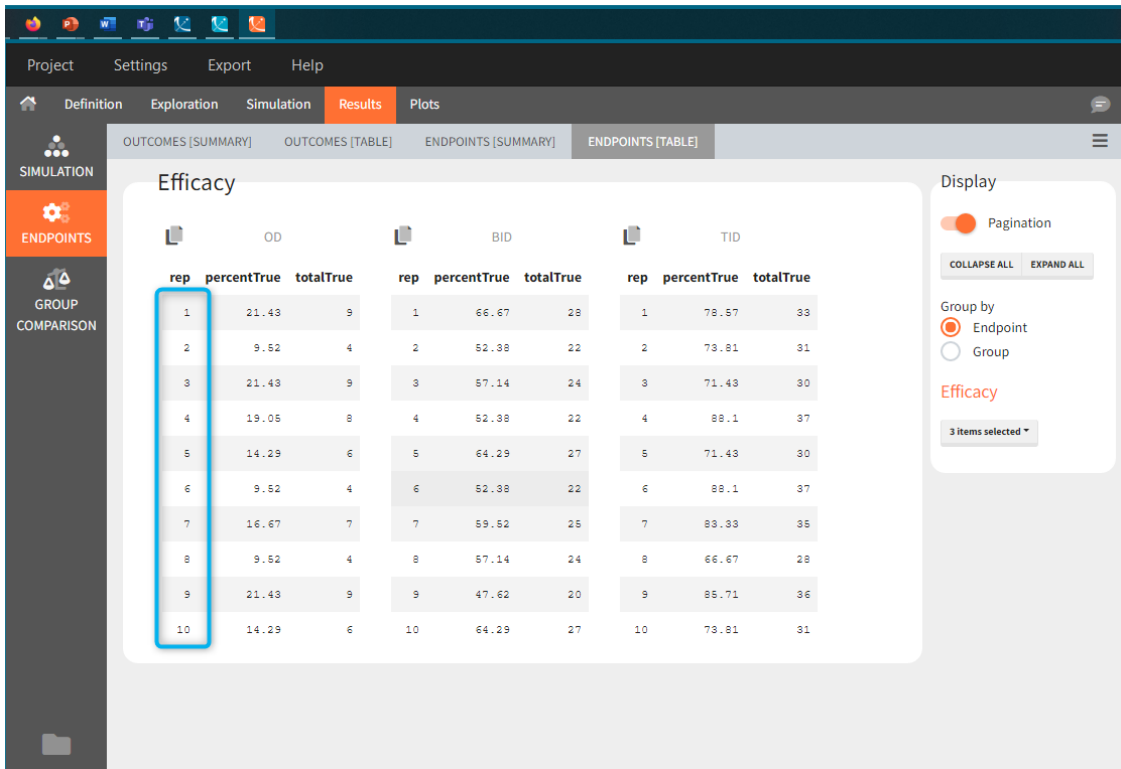 Project Settings Export Help
Definition Exploration Simulation Results Plots
OUTCOMES [SUMMARY] OUTCOMES [TABLE] ENDPOINTS [SUMMARY] ENDPOINTS [TABLE]
SIMULATION
ENDPOINTS
GROUP
COMPARISON
Efficacy
OD BID TID
rep percentTrue totalTrue rep percentTrue totalTrue rep percentTrue totalTrue
1 21.43 9 1 66.67 28 1 78.57 33
2 9.52 4 2 52.38 22 2 73.81 31
3 21.43 9 3 57.14 24 3 71.43 30
4 19.05 8 4 52.38 22 4 88.1 37
5 14.29 6 5 64.29 27 5 71.43 30
6 9.52 4 6 52.38 22 6 88.1 37
7 16.67 7 7 59.52 25 7 83.33 35
8 9.52 4 8 57.14 24 8 66.67 28
9 21.43 9 9 47.62 20 9 85.71 36
10 14.29 6 10 64.29 27 10 73.81 31
Display
Pagination
COLLAPSE ALL EXPAND ALL
Group by
Endpoint
Group
Efficacy
3 items selected